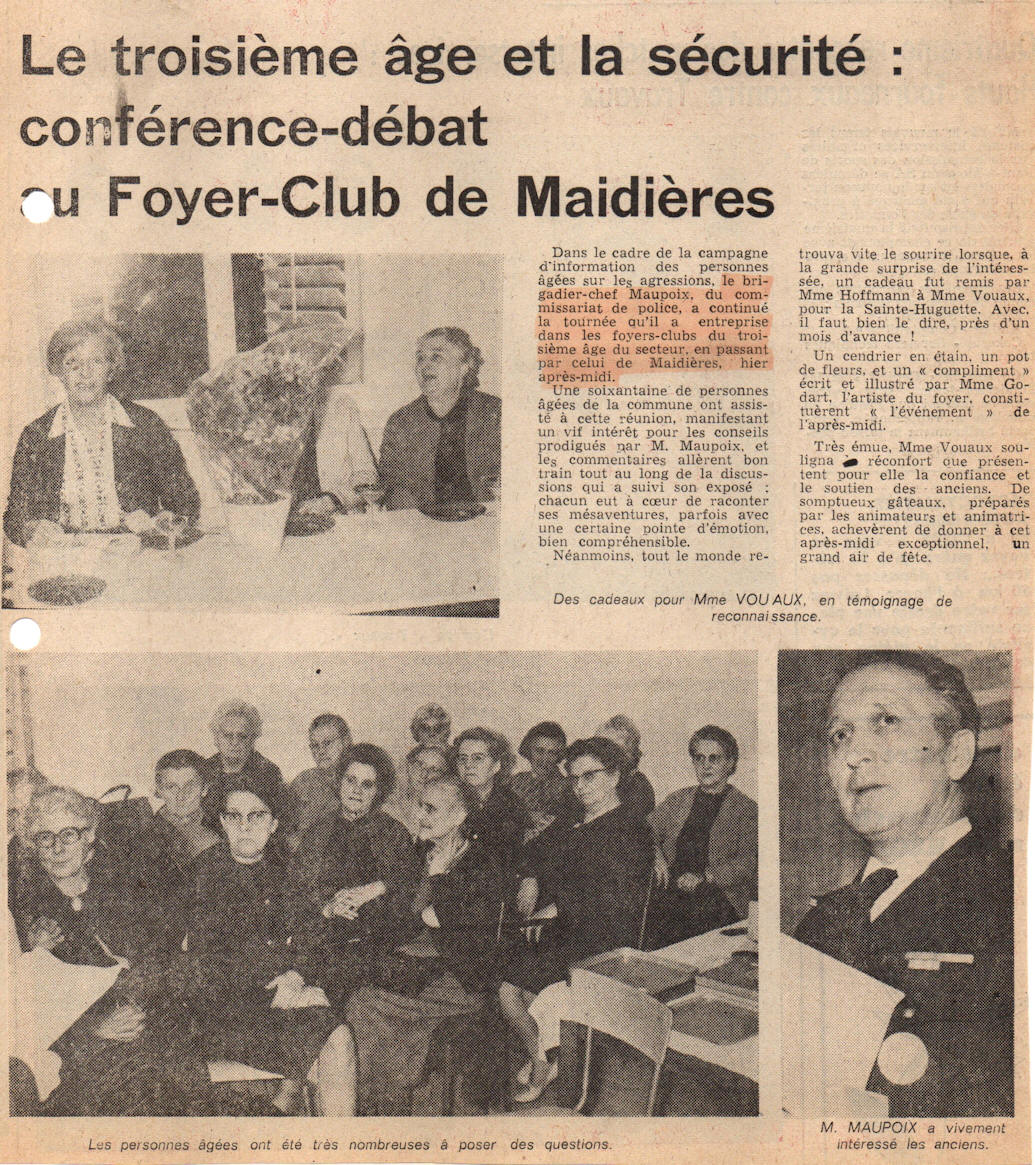 Le troisième âge et la sécurité :
conférence-débat
au Foyer-Club de Maidières
Dans le cadre de la campagne
d'information des personnes
âgées sur les agressions, le bri-
gadier-chef Maupoix, du com-
missariat de police, a continué
la tournée qu'il a entreprise
dans les foyers-clubs du troi-
sième âge du secteur, en passant
par celui de Maidières, hier
après-midi.
Une soixantaine de personnes
âgées de la commune ont assis-
té à cette réunion, manifestant
un vif intérêt pour les conseils
prodigués par M. Maupoix, et
les commentaires allèrent bon
train tout au long de la discus-
sions qui a suivi son exposé ;
chacun eut à cœur de raconter
ses mésaventures, parfois avec
une certaine pointe d'émotion,
bien compréhensible.
Néanmoins, tout le monde re-
trouva vite le sourire lorsque, à
la grande surprise de l'intéres-
sée, un cadeau fut remis par
Mme Hoffmann à Mme Vouaux,
pour la Sainte-Huguette. Avec,
il faut bien le dire, près d'un
mois d'avance !
Un cendrier en étain, un pot
de fleurs, et un « compliment »
écrit et illustré par Mme Go-
dart, l'artiste du foyer, consti-
tuèrent « l'événement » de
l'après-midi.
Très émue, Mme Vouaux sou-
ligna réconfort que présen-
tent pour elle la confiance et
le soutien des anciens. De
somptueux gâteaux, préparés
par les animateurs et animatri-
ces, achevèrent de donner à cet
après-midi exceptionnel, un
grand air de fête.
Des cadeaux pour Mme VOUAUX, en témoignage de
reconnaissance.
Les personnes âgées ont été très nombreuses à poser des questions.
M. MAUPOIX a vivement
intéressé les anciens.